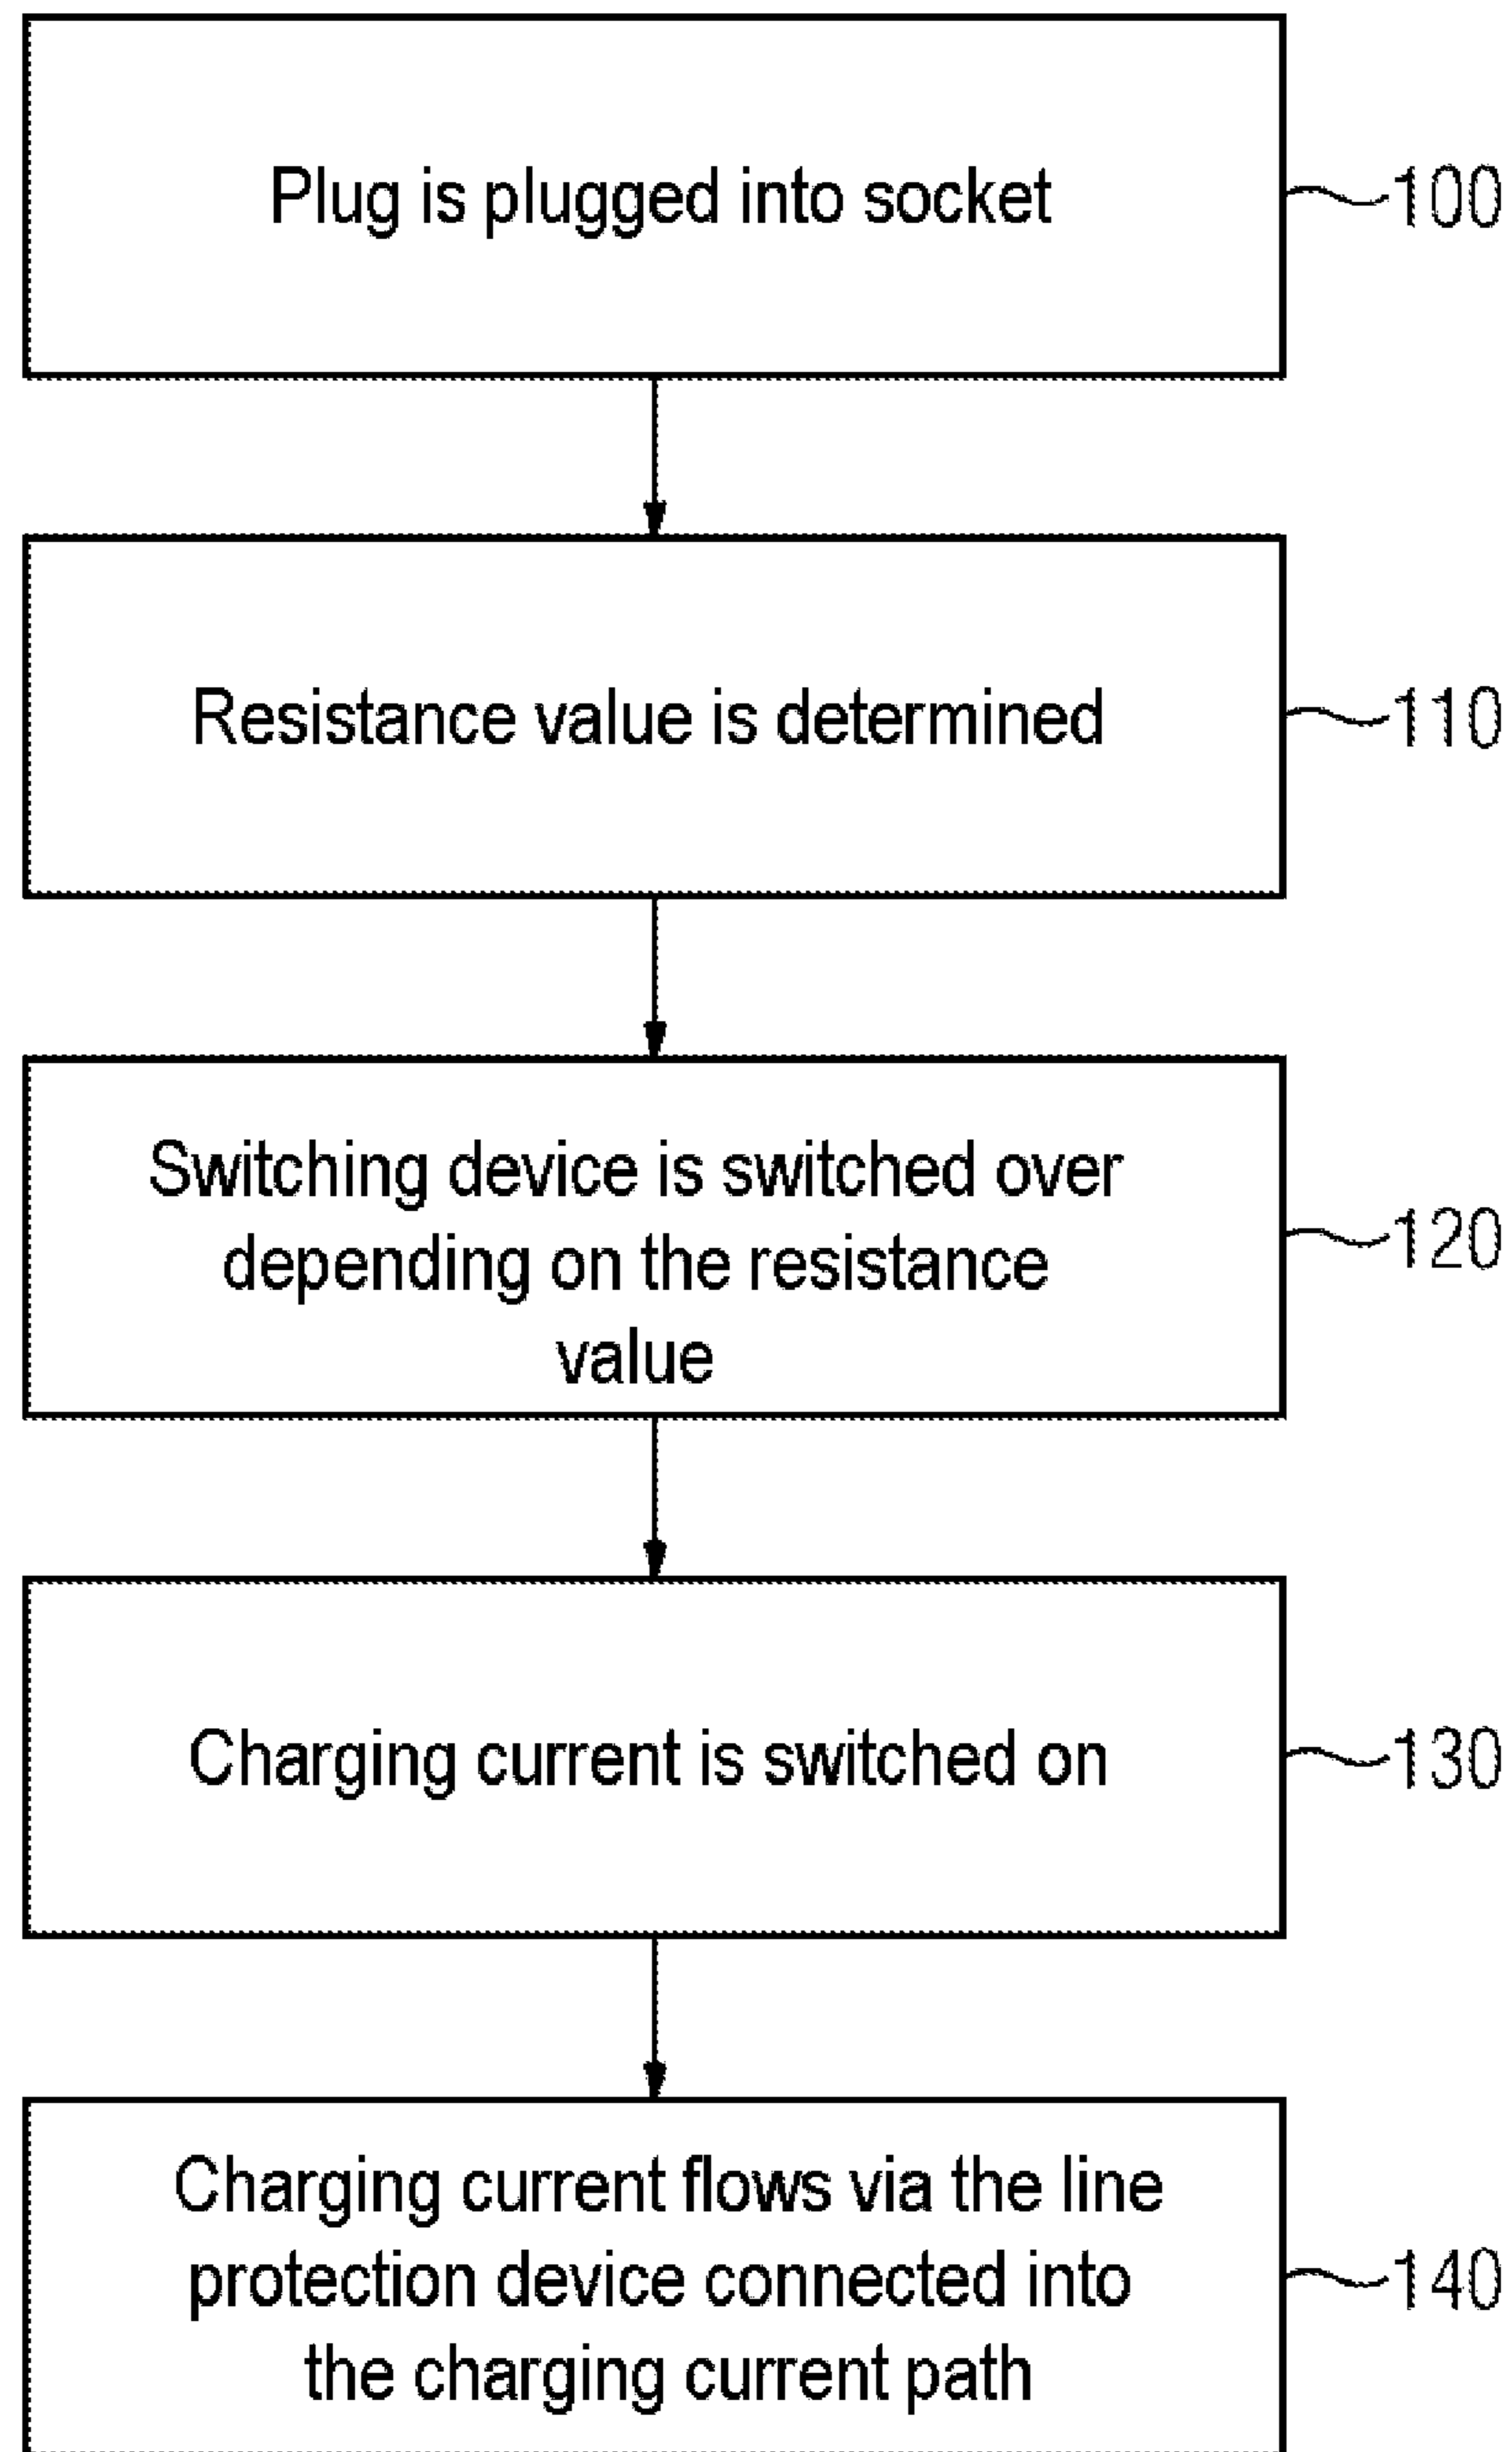 Plug is plugged into socket
100
Resistance value is determined
110
Switching device is switched over
depending on the resistance
value
120
Charging current is switched on
130
Charging current flows via the line
protection device connected into
the charging current path
140